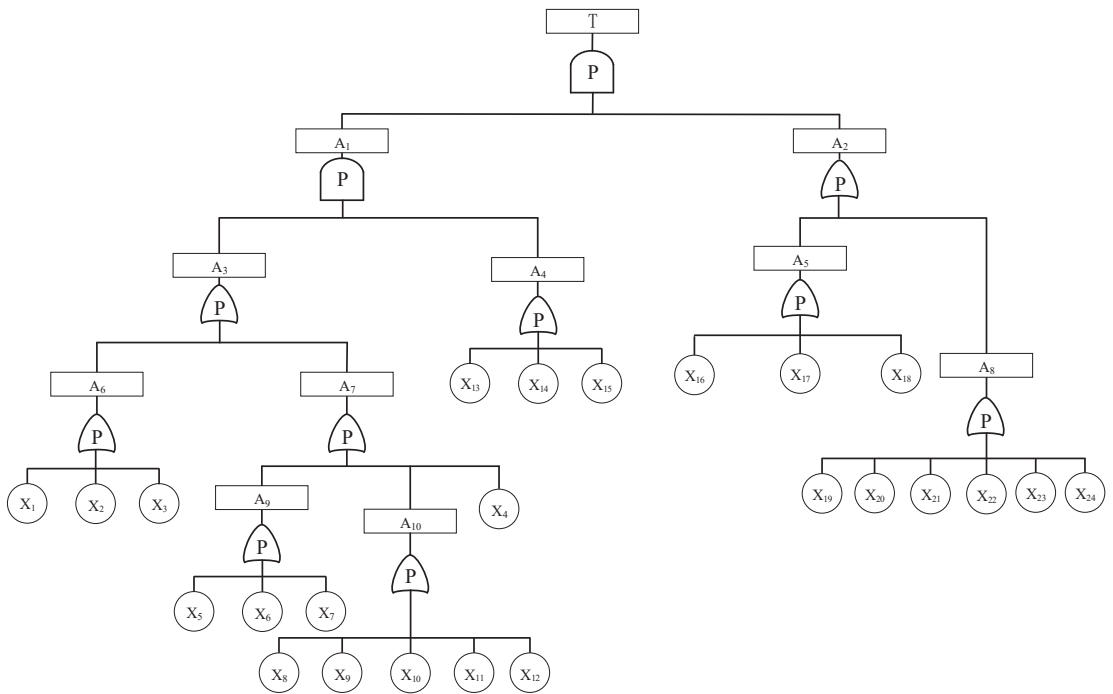 T
P
A₁
A₂
P
P
A₃
A₄
A₅
P
P
P
A₆
A₇
A₈
X₁₃
X₁₄
X₁₅
X₁₆
X₁₇
X₁₈
P
P
P
X₁
X₂
X₃
A₉
A₁₀
X₄
X₁₉
X₂₀
X₂₁
X₂₂
X₂₃
X₂₄
P
P
X₅
X₆
X₇
X₈
X₉
X₁₀
X₁₁
X₁₂